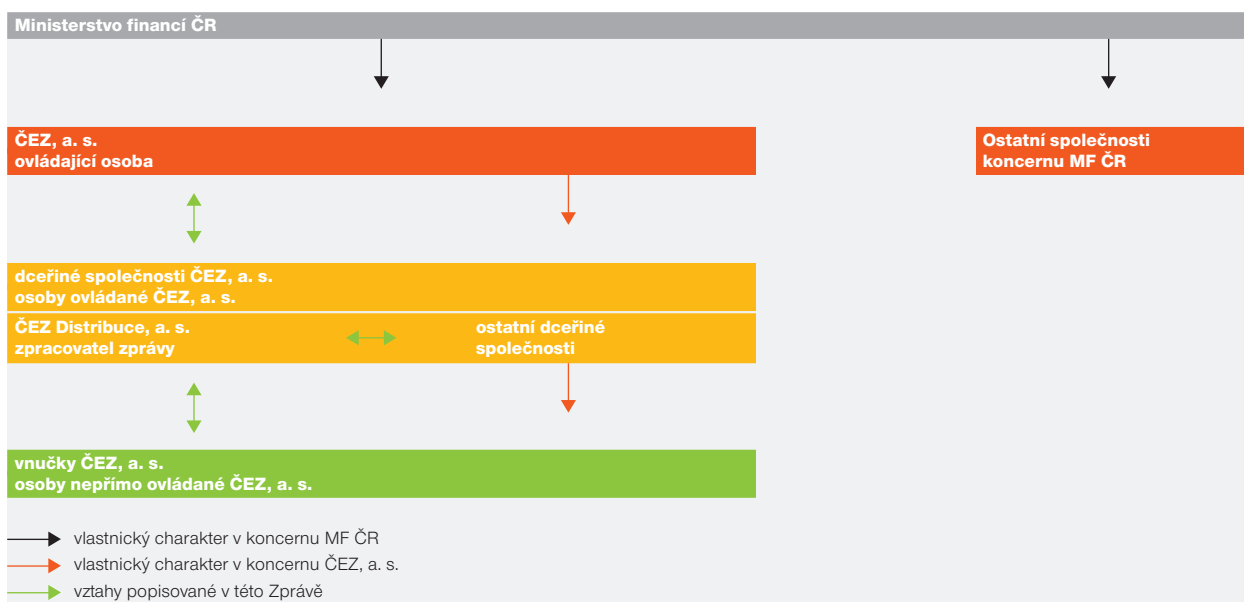 Ministerstvo financí ČR
ČEZ, a. s.
ovládající osoba
Ostatní společnosti
koncernu MF ČR
dceřiné společnosti ČEZ, a. s.
osoby ovládané ČEZ, a. s.
ČEZ Distribuce, a. s.
zpracovatel zprávy
ostatní dceřiné
společnosti
vnučky ČEZ, a. s.
osoby nepřímo ovládané ČEZ, a. s.
vlastnický charakter v koncernu MF ČR
vlastnický charakter v koncernu ČEZ, a. s.
vztahy popisované v této Zprávě